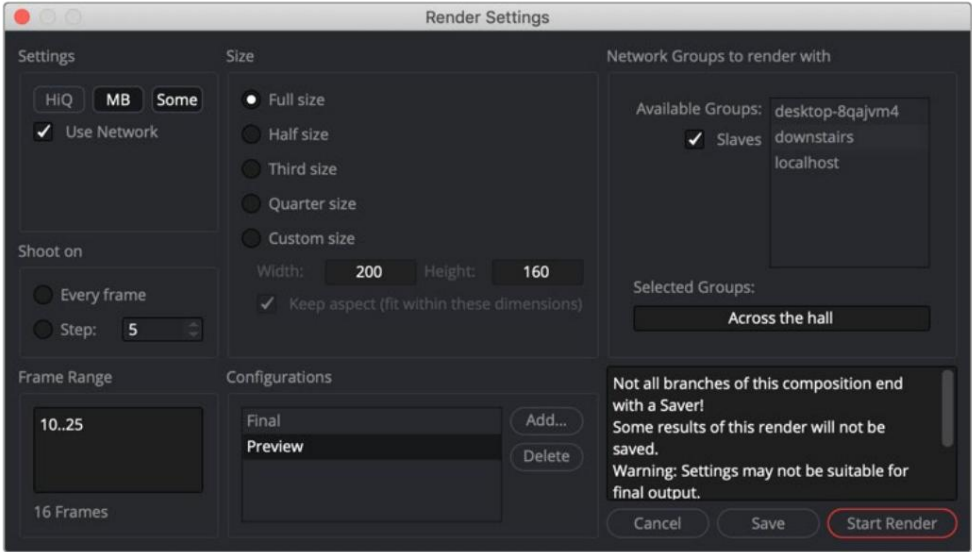 Render Settings
Settings
HiQ MB Some
Use Network
Size
Full size
Half size
Third size
Quarter size
Custom size
Width: 200 Height: 160
Keep aspect (fit within these dimensions)
Network Groups to render with
Available Groups:
Slaves
desktop-8qajvm4
downstairs
localhost
Selected Groups:
Across the hall
Shoot on
Every frame
Step: 5
Frame Range
10..25
16 Frames
Configurations
Final
Preview
Add...
Delete
Not all branches of this composition end
with a Saver!
Some results of this render will not be
saved.
Warning: Settings may not be suitable for
final output.
Cancel Save Start Render